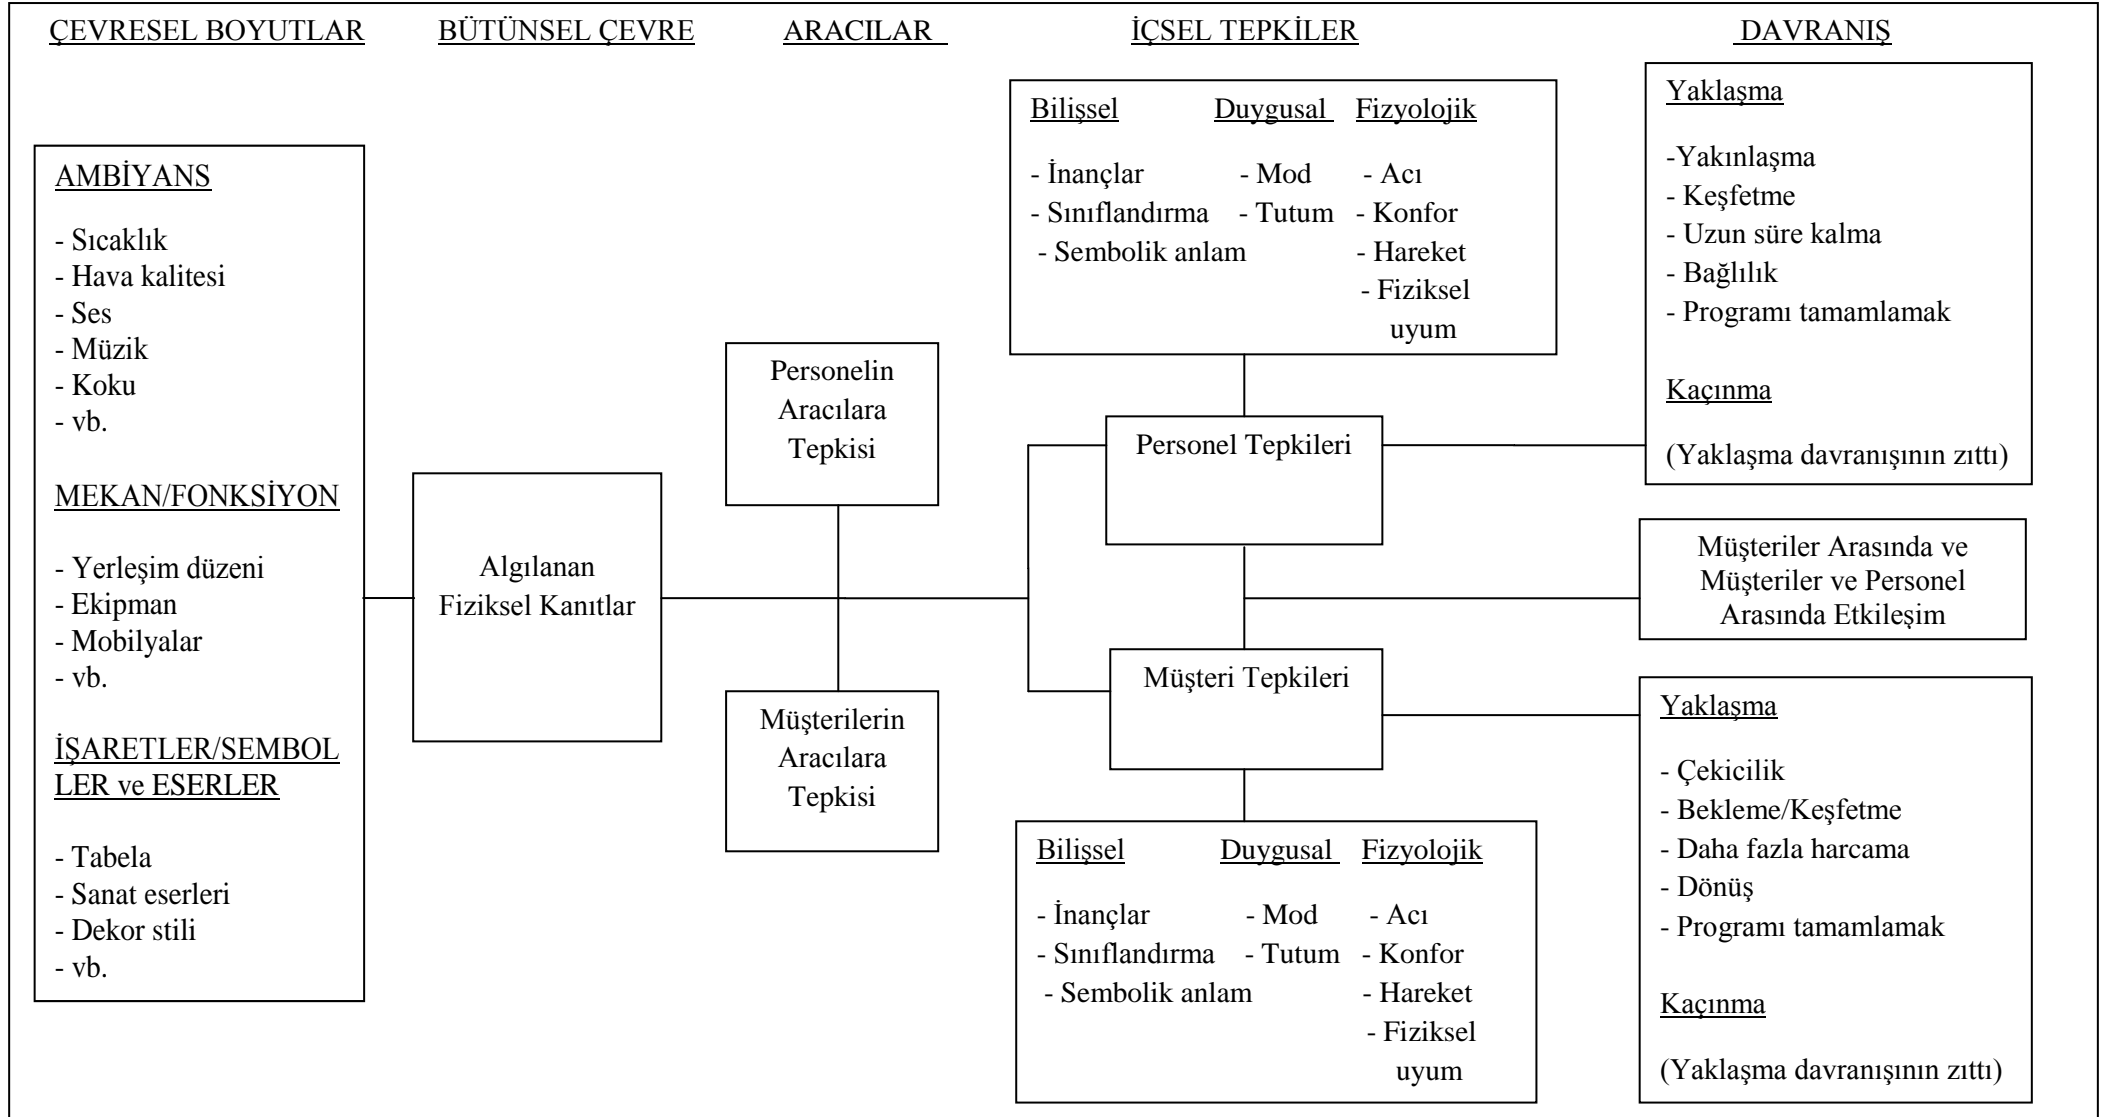 ÇEVRESEL BOYUTLAR BÜTÜNSEL ÇEVRE ARACILAR İÇSEL TEPKİLER DAVRANIŞ
AMBİYANS
- Sıcaklık
- Hava kalitesi
- Ses
- Müzik
- Koku
- vb.
MEKAN/FONKSİYON
- Yerleşim düzeni
- Ekipman
- Mobilyalar
- vb.
İŞARETLER/SEMBOL
LER ve ESERLER
- Tabela
- Sanat eserleri
- Dekor stili
- vb.
Algılanan
Fiziksel Kanıtlar
Personelin
Aracılara
Tepkisi
Müşterilerin
Aracılara
Tepkisi
Bilişsel Duygusal Fizyolojik
- İnançlar - Mod - Acı
- Sınıflandırma - Tutum - Konfor
- Sembolik anlam - Hareket
- Fiziksel
uyum
Personel Tepkileri
Müşteri Tepkileri
Bilişsel Duygusal Fizyolojik
- İnançlar - Mod - Acı
- Sınıflandırma - Tutum - Konfor
- Sembolik anlam - Hareket
- Fiziksel
uyum
Yaklaşma
-Yakınlaşma
- Keşfetme
- Uzun süre kalma
- Bağlılık
- Programı tamamlamak
Kaçınma
(Yaklaşma davranışının zıttı)
Müşteriler Arasında ve
Müşteriler ve Personel
Arasında Etkileşim
Yaklaşma
- Çekicilik
- Bekleme/Keşfetme
- Daha fazla harcama
- Dönüş
- Programı tamamlamak
Kaçınma
(Yaklaşma davranışının zıttı)